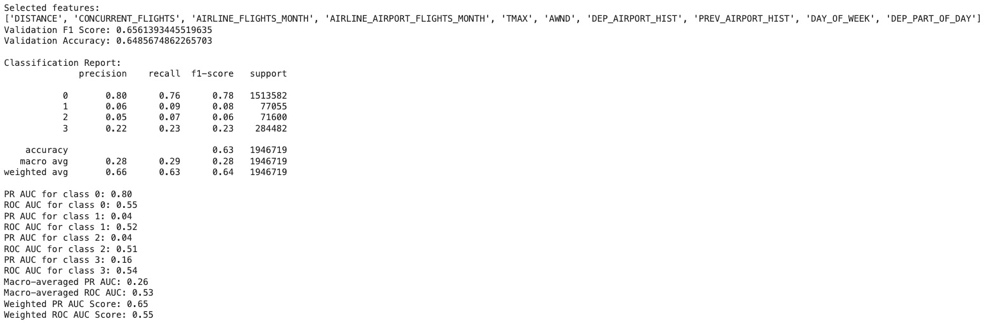 Selected features:
['DISTANCE', 'CONCURRENT_FLIGHTS', 'AIRLINE_FLIGHTS_MONTH', 'AIRLINE_AIRPORT_FLIGHTS_MONTH', 'TMAX', 'AWND', 'DEP_AIRPORT_HIST', 'PREV_AIRPORT_HIST', 'DAY_OF_WEEK', 'DEP_PART_OF_DAY']
Validation F1 Score: 0.6561393445519635
Validation Accuracy: 0.6485674862265703

Classification Report:
              precision    recall  f1-score   support

           0       0.80      0.76      0.78   1513582
           1       0.06      0.09      0.08     77055
           2       0.05      0.07      0.06     71600
           3       0.22      0.23      0.23    284482

    accuracy                           0.63   1946719
   macro avg       0.28      0.29      0.28   1946719
weighted avg       0.66      0.63      0.64   1946719

PR AUC for class 0: 0.80
ROC AUC for class 0: 0.55
PR AUC for class 1: 0.04
ROC AUC for class 1: 0.52
PR AUC for class 2: 0.04
ROC AUC for class 2: 0.51
PR AUC for class 3: 0.16
ROC AUC for class 3: 0.54
Macro-averaged PR AUC: 0.26
Macro-averaged ROC AUC: 0.53
Weighted PR AUC Score: 0.65
Weighted ROC AUC Score: 0.55